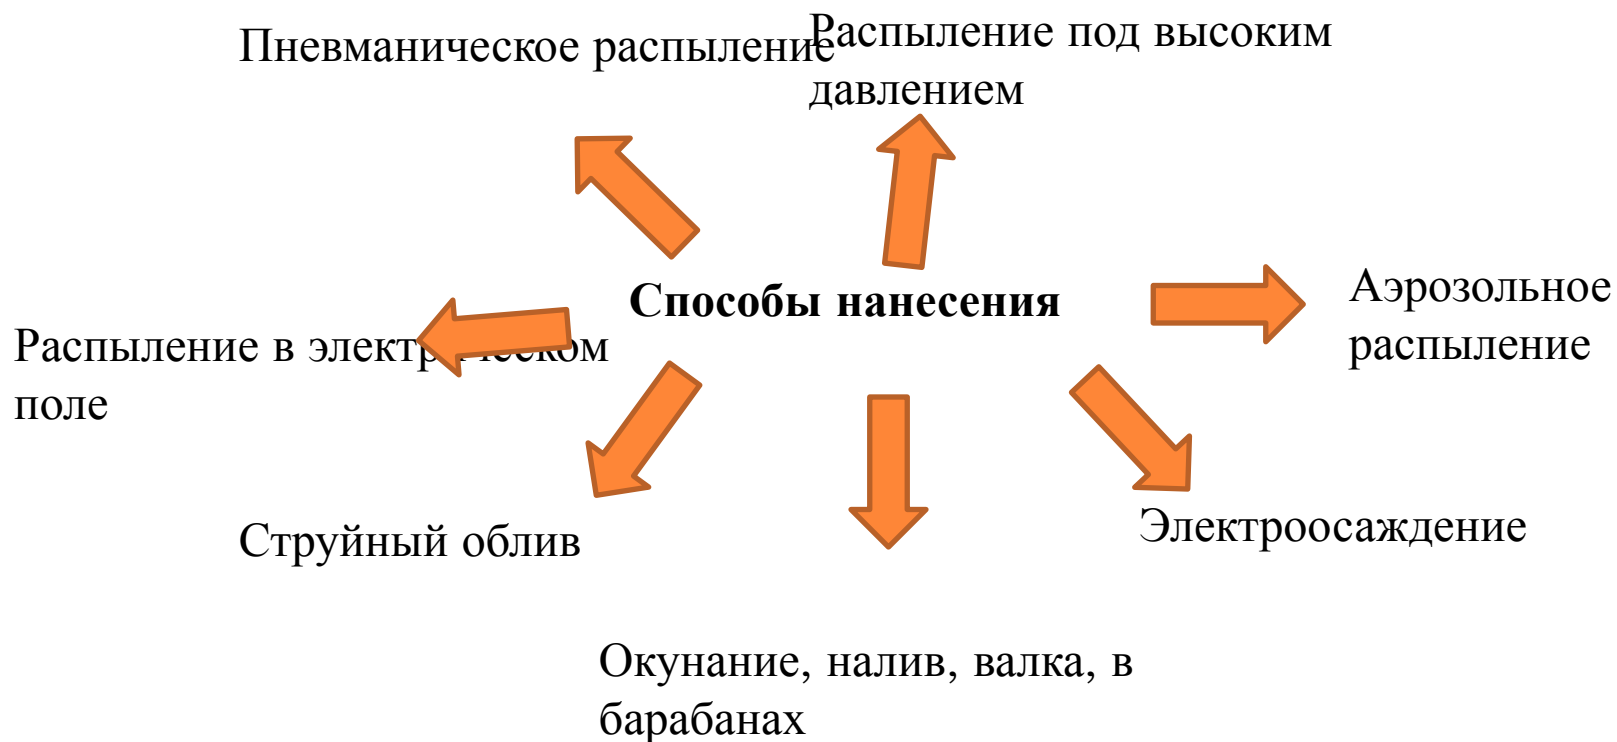 Пневманическое распыление
Распыление под высоким
давлением
Способы нанесения
Аэрозольное
распыление
Распыление в электрическом
поле
Струйный облив
Электроосаждение
Окунание, налив, валка, в
барабанах